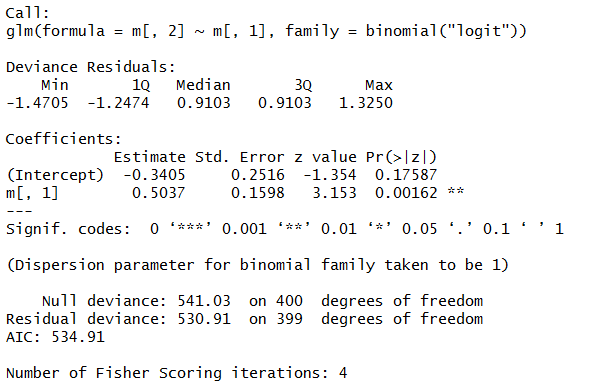 Call:
glm(formula = m[, 2] ~ m[, 1], family = binomial("logit"))
Deviance Residuals:
Min 1Q Median 3Q Max
-1.4705 -1.2474 0.9103 0.9103 1.3250
Coefficients:
Estimate Std. Error z value Pr(>|z|)
(Intercept) -0.3405 0.2516 -1.354 0.17587
m[, 1] 0.5037 0.1598 3.153 0.00162 **
---
Signif. codes: 0 ‘***’ 0.001 ‘**’ 0.01 ‘*’ 0.05 ‘.’ 0.1 ‘ ’ 1
(Dispersion parameter for binomial family taken to be 1)
Null deviance: 541.03 on 400 degrees of freedom
Residual deviance: 530.91 on 399 degrees of freedom
AIC: 534.91
Number of Fisher Scoring iterations: 4